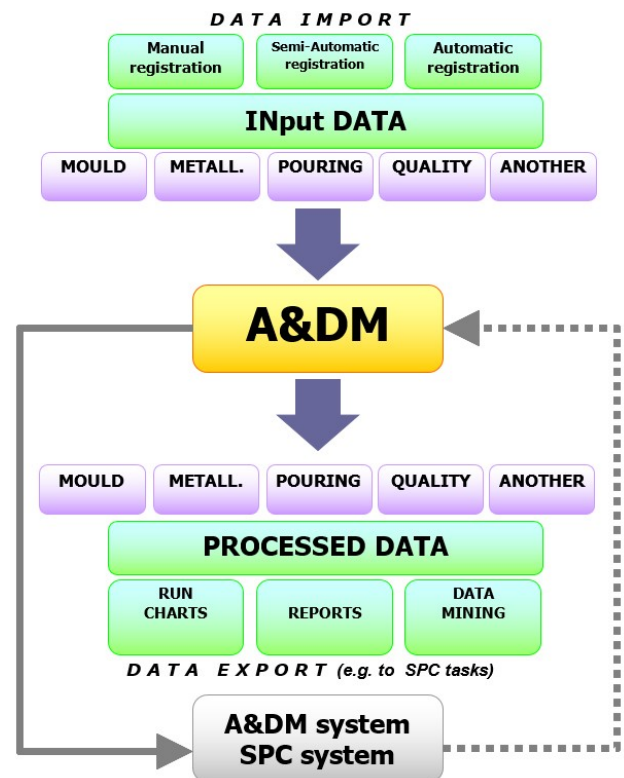 DATA IMPORT
Manual registration
Semi-Automatic registration
Automatic registration
INput DATA
MOULD METALL. POURING QUALITY ANOTHER
A&DM
MOULD METALL. POURING QUALITY ANOTHER
PROCESSED DATA
RUN CHARTS
REPORTS
DATA MINING
DATA EXPORT (e.g. to SPC tasks)
A&DM system
SPC system